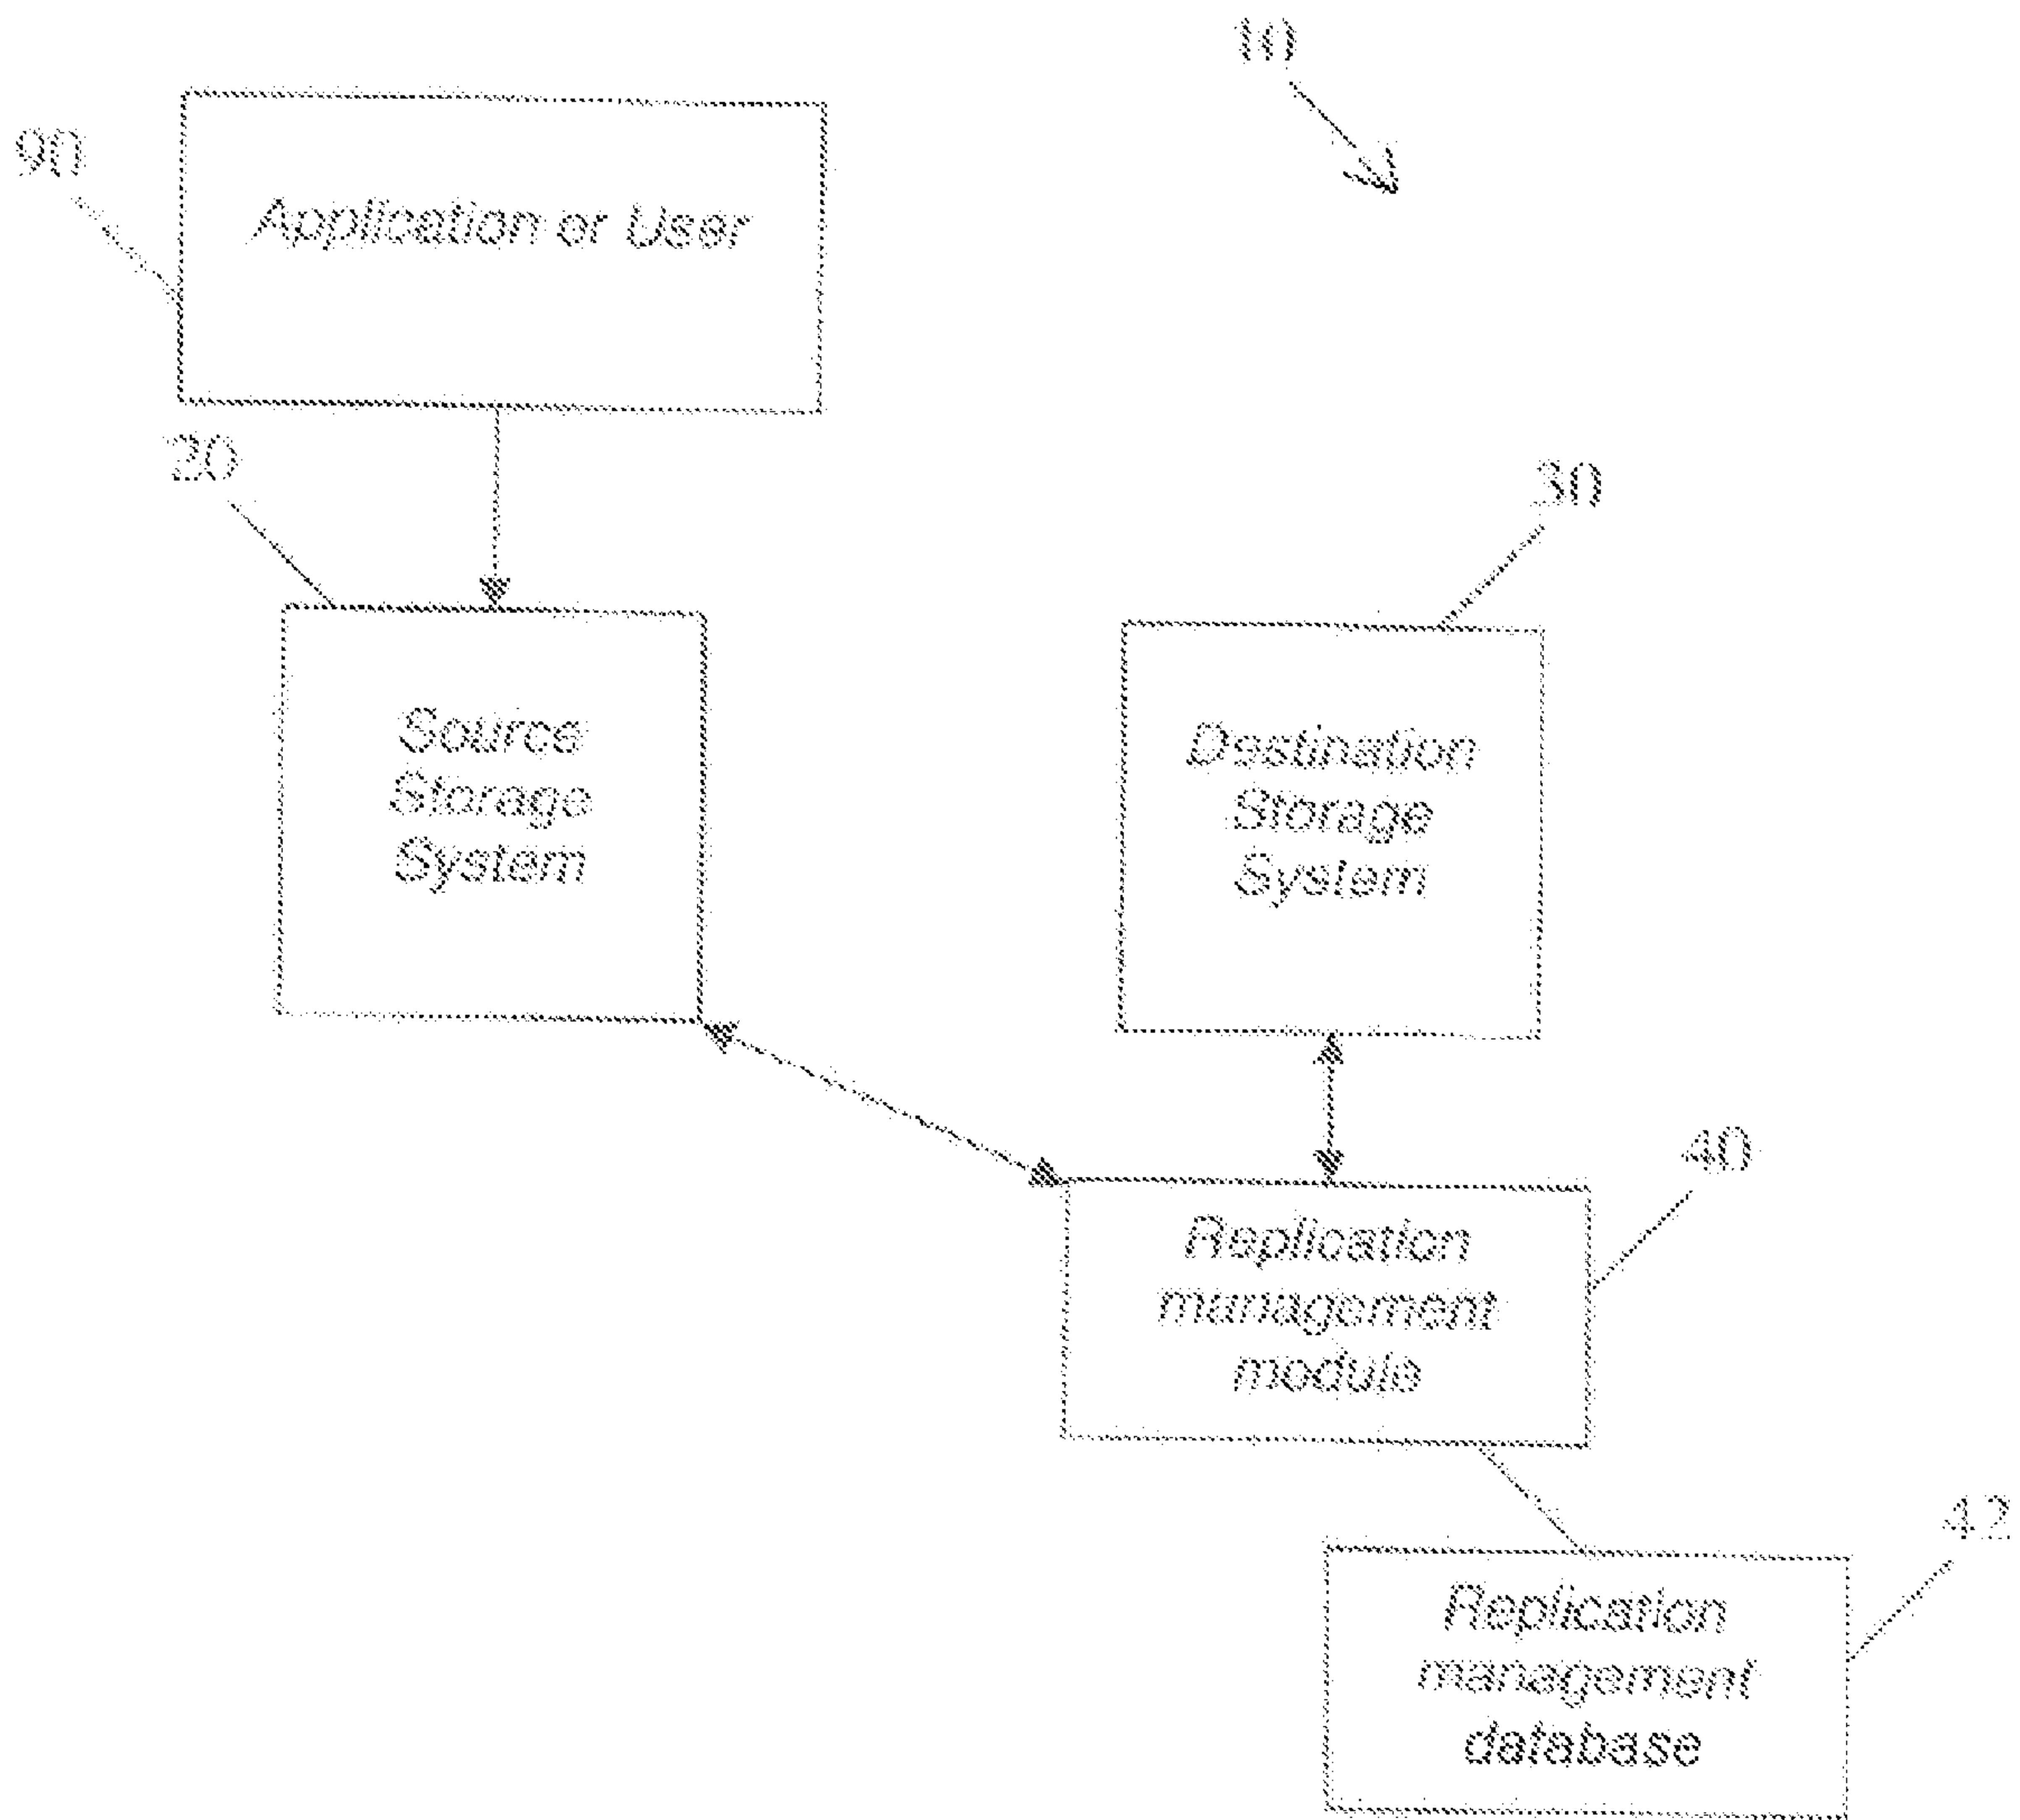 10
90
Application or User
20
30
Source
Storage
System
Destination
Storage
System
40
Replication
management
module
42
Replication
management
database